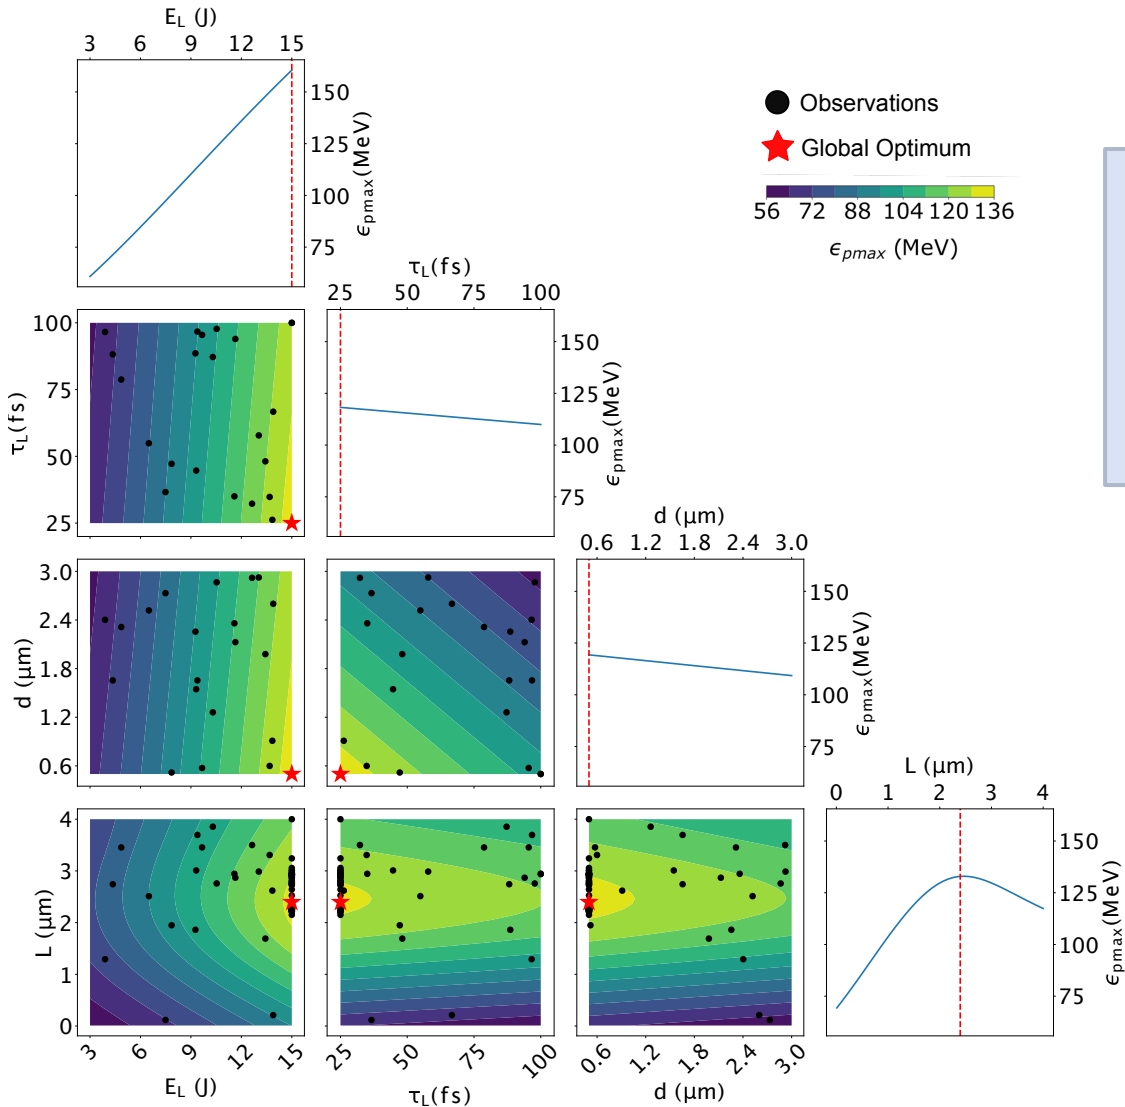 E_L (J)
3 6 9 12 15
150
125
100
75
ϵ_pmax(MeV)
Observations
Global Optimum
56 72 88 104 120 136
ϵ_pmax (MeV)
τ_L(fs)
25 50 75 100
100
75
50
25
τ_L(fs)
150
125
100
75
ϵ_pmax(MeV)
d (μm)
0.6 1.2 1.8 2.4 3.0
3.0
2.4
1.8
1.2
0.6
d (μm)
150
125
100
75
ϵ_pmax(MeV)
L (μm)
0 1 2 3 4
4
3
2
1
0
L (μm)
150
125
100
75
ϵ_pmax(MeV)
3 6 9 12 15
E_L (J)
25 50 75 100
τ_L(fs)
0.6 1.2 1.8 2.4 3.0
d (μm)